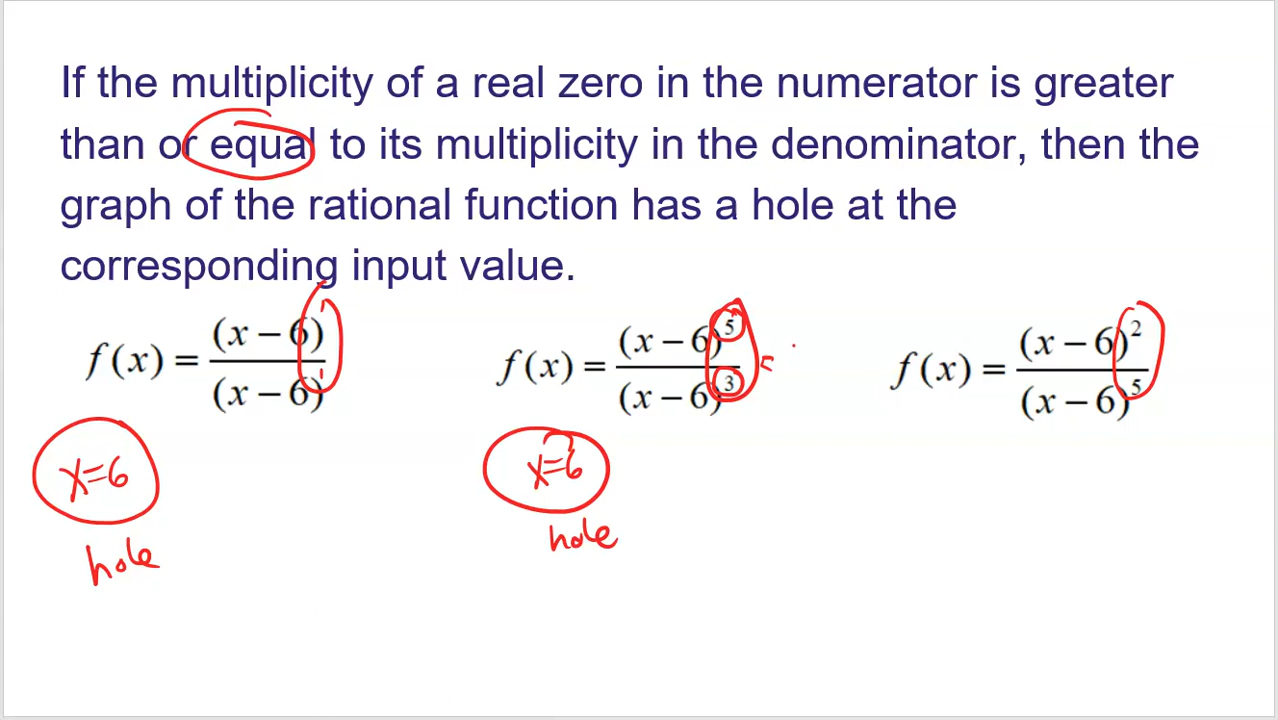 If the multiplicity of a real zero in the numerator is greater
than or equal to its multiplicity in the denominator, then the
graph of the rational function has a hole at the
corresponding input value.
f(x) = (x − 6) / (x − 6)
f(x) = (x − 6)^5 / (x − 6)^3
f(x) = (x − 6)^2 / (x − 6)^5
x=6
x=6
hole
hole